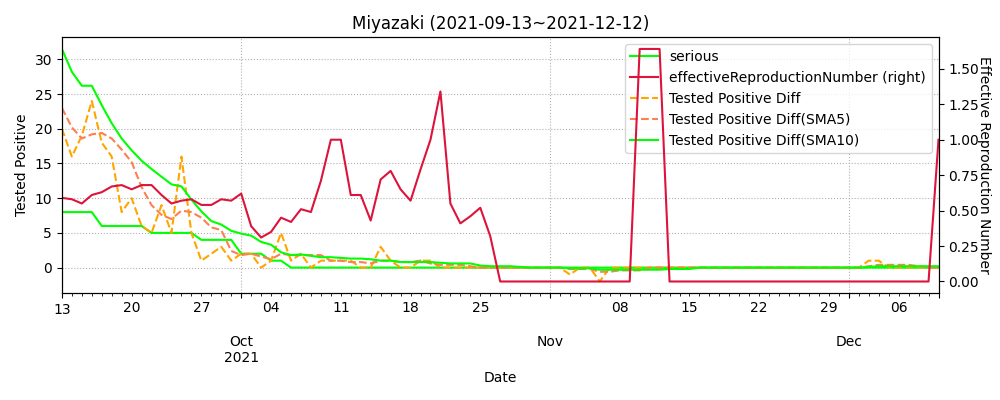 Miyazaki (2021-09-13~2021-12-12)
serious
effectiveReproductionNumber (right)
Tested Positive Diff
Tested Positive Diff(SMA5)
Tested Positive Diff(SMA10)
Tested Positive
30
25
20
15
10
5
0
Effective Reproduction Number
1.50
1.25
1.00
0.75
0.50
0.25
0.00
13 20 27 04 11 18 25 08 15 22 29 06
Oct Nov Dec
2021
Date